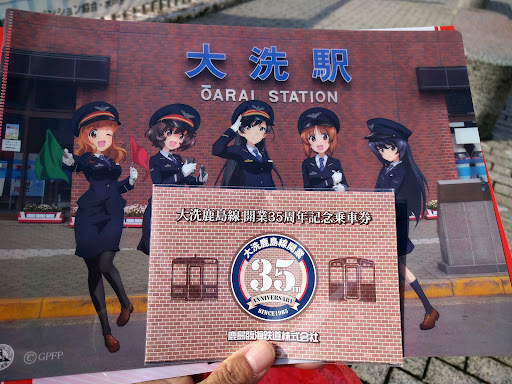 大洗駅
ŌARAI STATION
大洗鹿島線 開業35周年記念乗車券
大洗鹿島線開業
35th
ANNIVERSARY
SINCE1985
鹿島臨海鉄道株式会社
©GPFP